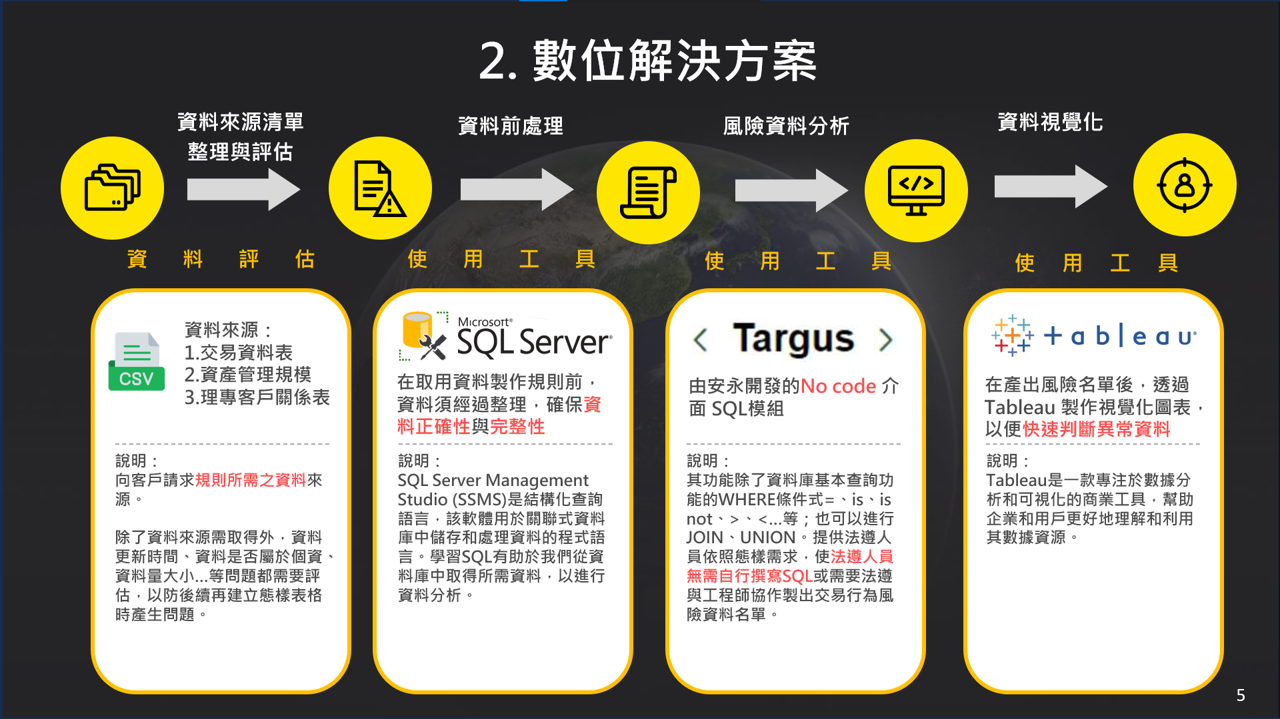 2. 數位解決方案
資料來源清單
整理與評估
資料前處理
風險資料分析
資料視覺化
</>
資料評估
使用工具
使用工具
使用工具
CSV
資料來源：
1.交易資料表
2.資產管理規模
3.理專客戶關係表
說明：
向客戶請求規則所需之資料來
源。
除了資料來源需取得外，資料
更新時間、資料是否屬於個資、
資料量大小...等問題都需要評
估，以防後續再建立態樣表格
時產生問題。
Microsoft®
SQL Server®
在取用資料製作規則前，
資料須經過整理，確保資
料正確性與完整性
說明：
SQL Server Management
Studio (SSMS)是結構化查詢
語言，該軟體用於關聯式資料
庫中儲存和處理資料的程式語
言。學習SQL有助於我們從資
料庫中取得所需資料，以進行
資料分析。
< Targus >
由安永開發的No code 介
面 SQL模組
說明：
其功能除了資料庫基本查詢功
能的WHERE條件式=、is、is
not、>、<...等；也可以進行
JOIN、UNION。提供法遵人
員依照態樣需求，使法遵人員
無需自行撰寫SQL或需要法遵
與工程師協作製出交易行為風
險資料名單。
+ableau®
在產出風險名單後，透過
Tableau 製作視覺化圖表，
以便快速判斷異常資料
說明：
Tableau是一款專注於數據分
析和可視化的商業工具，幫助
企業和用戶更好地理解和利用
其數據資源。
5